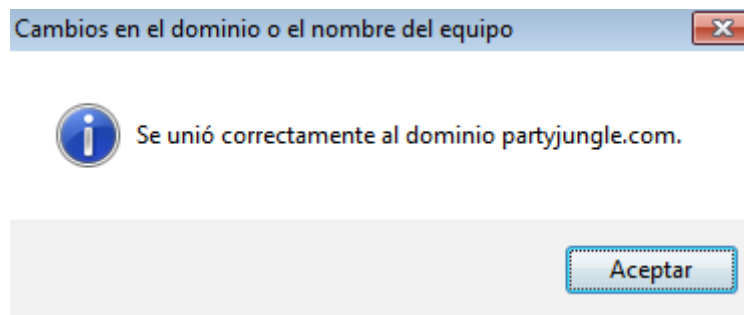 Cambios en el dominio o el nombre del equipo
Se unió correctamente al dominio partyjungle.com.
Aceptar